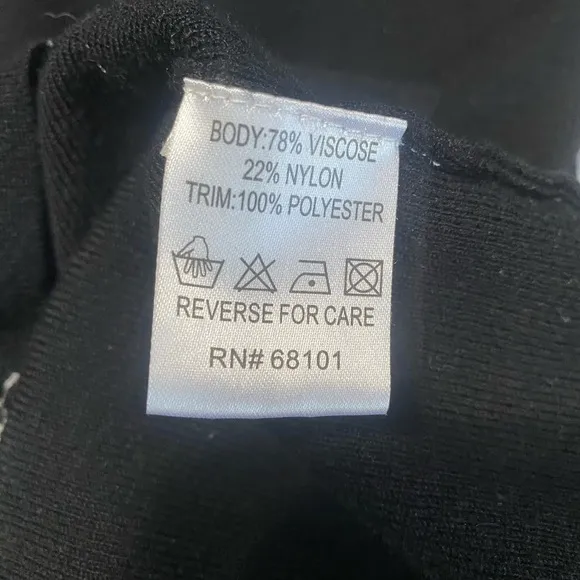 BODY:78% VISCOSE
22% NYLON
TRIM:100% POLYESTER
REVERSE FOR CARE
RN# 68101